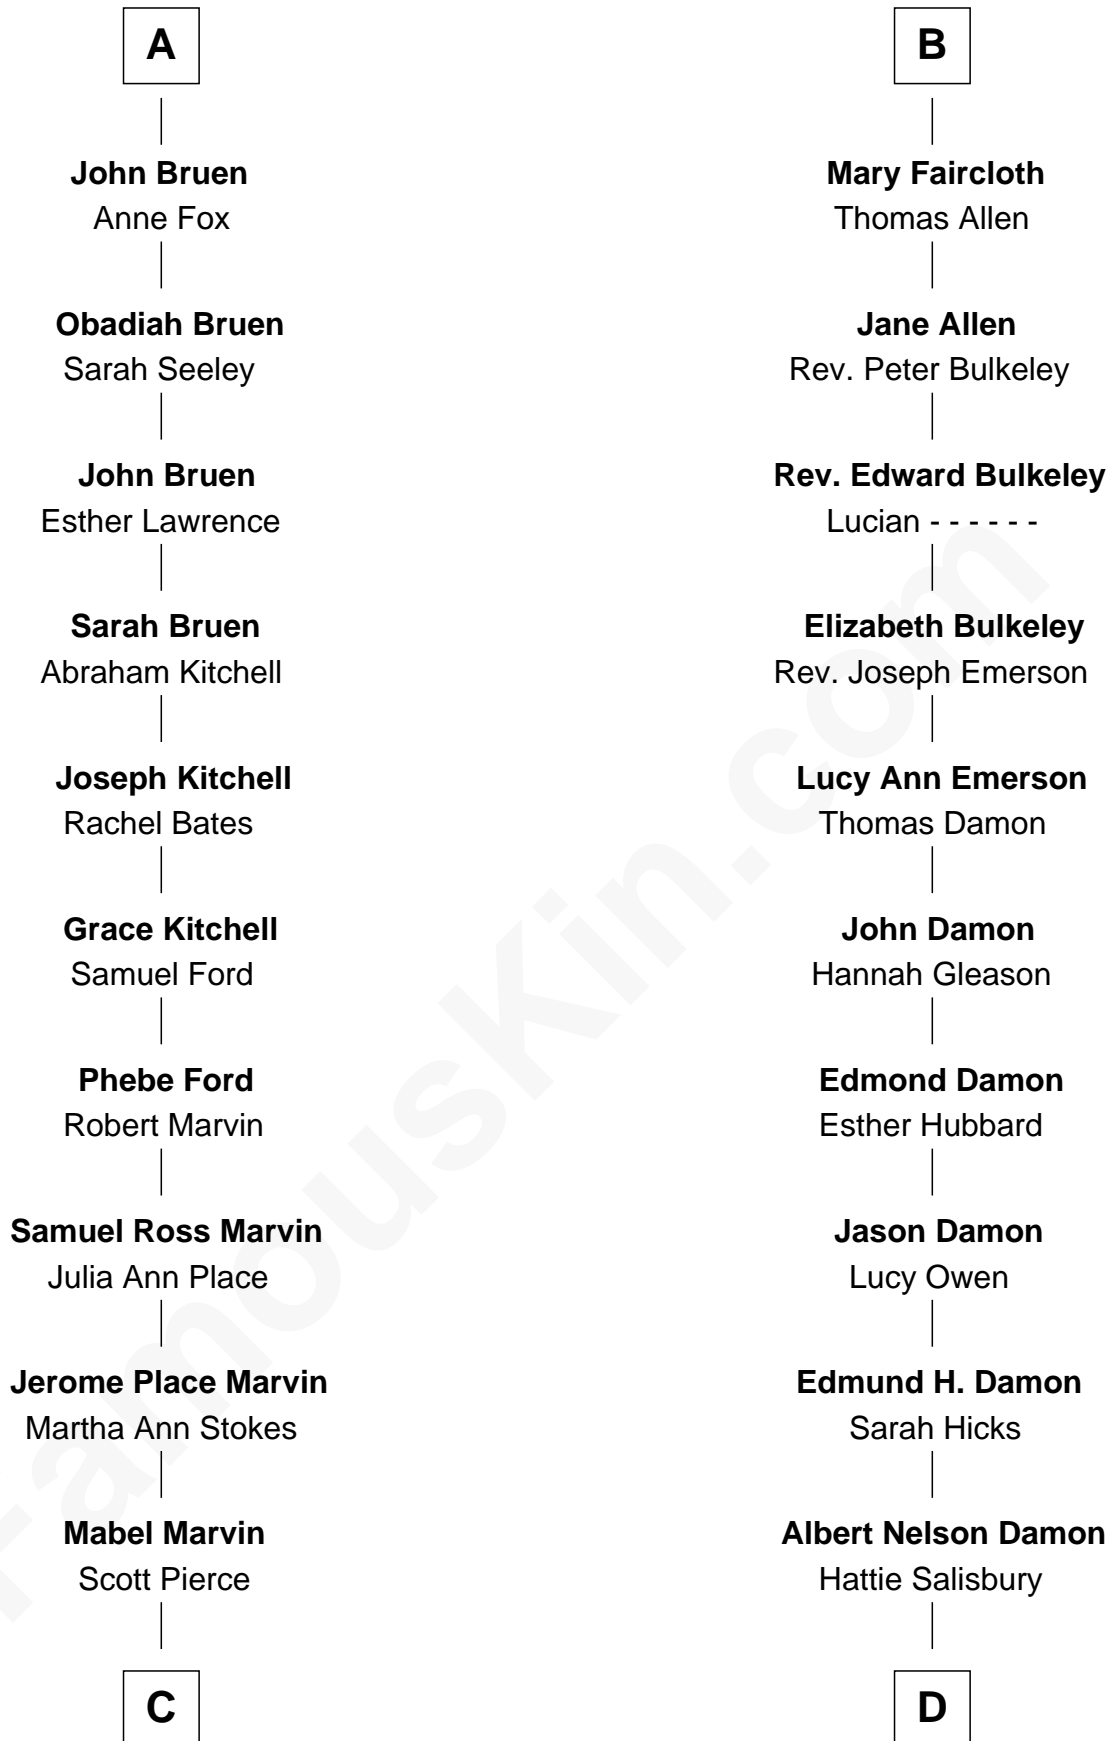 A
John Bruen
Anne Fox
Obadiah Bruen
Sarah Seeley
John Bruen
Esther Lawrence
Sarah Bruen
Abraham Kitchell
Joseph Kitchell
Rachel Bates
Grace Kitchell
Samuel Ford
Phebe Ford
Robert Marvin
Samuel Ross Marvin
Julia Ann Place
Jerome Place Marvin
Martha Ann Stokes
Mabel Marvin
Scott Pierce
C
B
Mary Faircloth
Thomas Allen
Jane Allen
Rev. Peter Bulkeley
Rev. Edward Bulkeley
Lucian - - - - - -
Elizabeth Bulkeley
Rev. Joseph Emerson
Lucy Ann Emerson
Thomas Damon
John Damon
Hannah Gleason
Edmond Damon
Esther Hubbard
Jason Damon
Lucy Owen
Edmund H. Damon
Sarah Hicks
Albert Nelson Damon
Hattie Salisbury
D
FamousKin.com